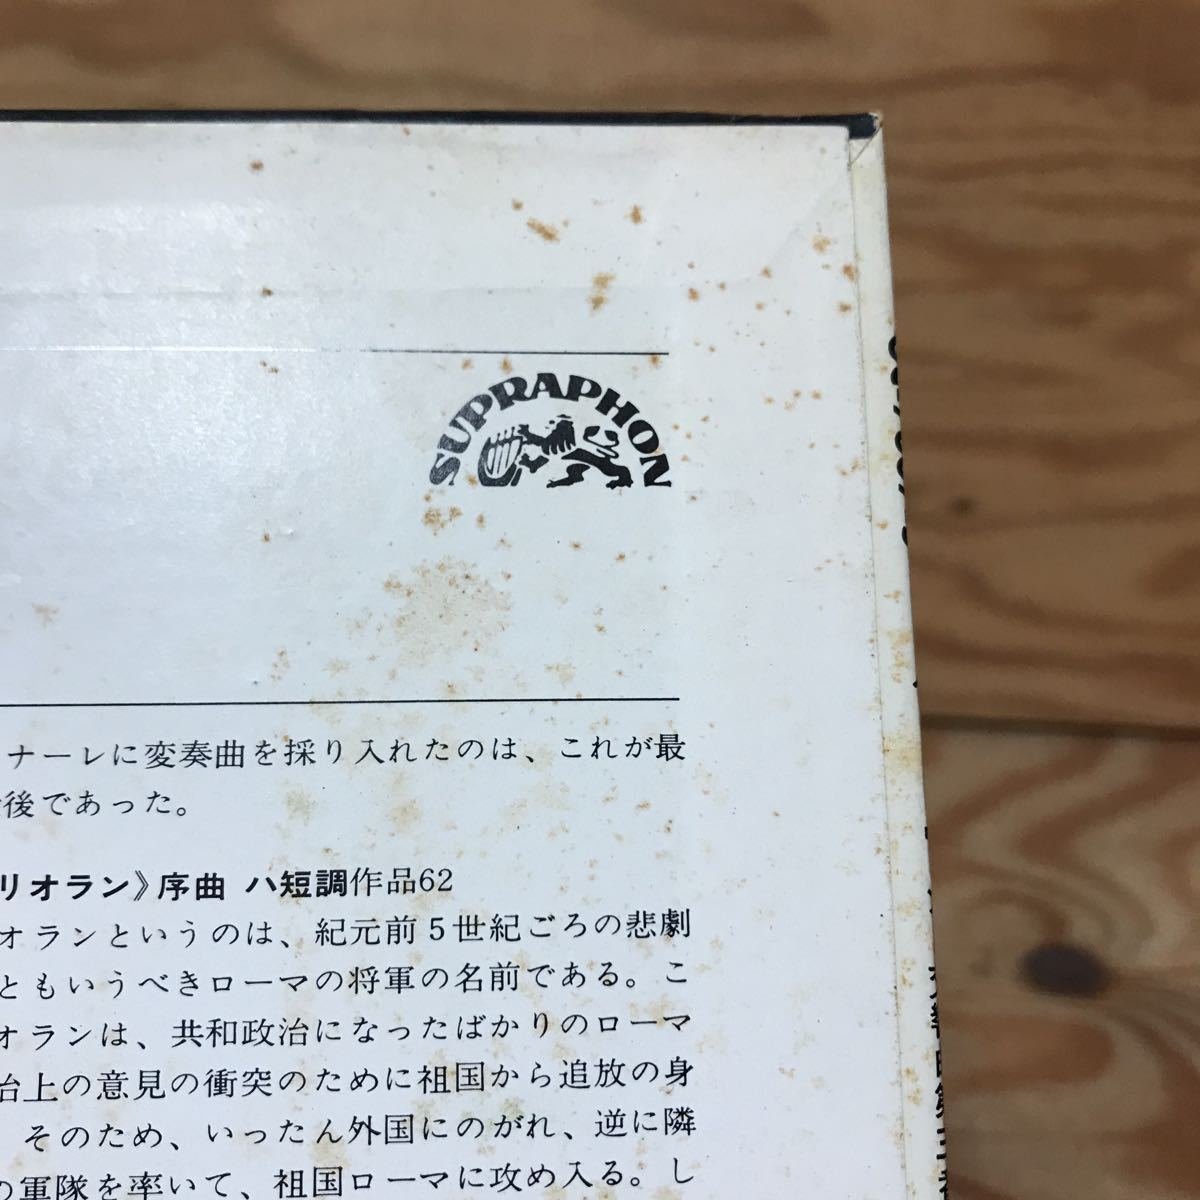 SUPRAPHON
ナーレに変奏曲を採り入れたのは、これが最
後であった。
リオラン》序曲 ハ短調作品62
オランというのは、紀元前5世紀ごろの悲劇
ともいうべきローマの将軍の名前である。こ
オランは、共和政治になったばかりのローマ
台上の意見の衝突のために祖国から追放の身
そのため、いったん外国にのがれ、逆に隣
の軍隊を率いて、祖国ローマに攻め入る。し